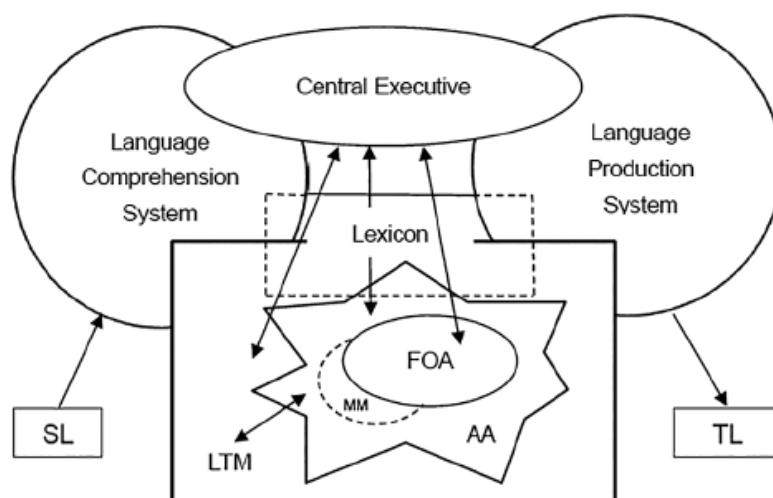 Central Executive
Language
Comprehension
System
Language
Production
System
Lexicon
FOA
MM
AA
LTM
SL
TL